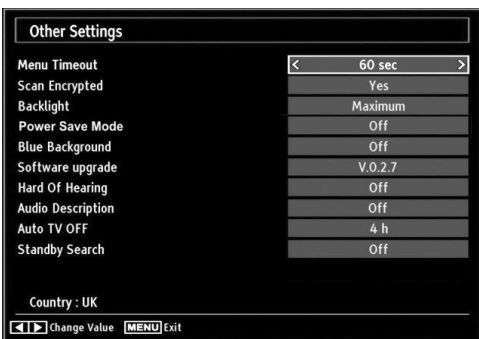 Other Settings
Menu Timeout < 60 sec >
Scan Encrypted Yes
Backlight Maximum
Power Save Mode Off
Blue Background Off
Software upgrade V.0.2.7
Hard Of Hearing Off
Audio Description Off
Auto TV OFF 4 h
Standby Search Off
Country : UK
Change Value MENU Exit